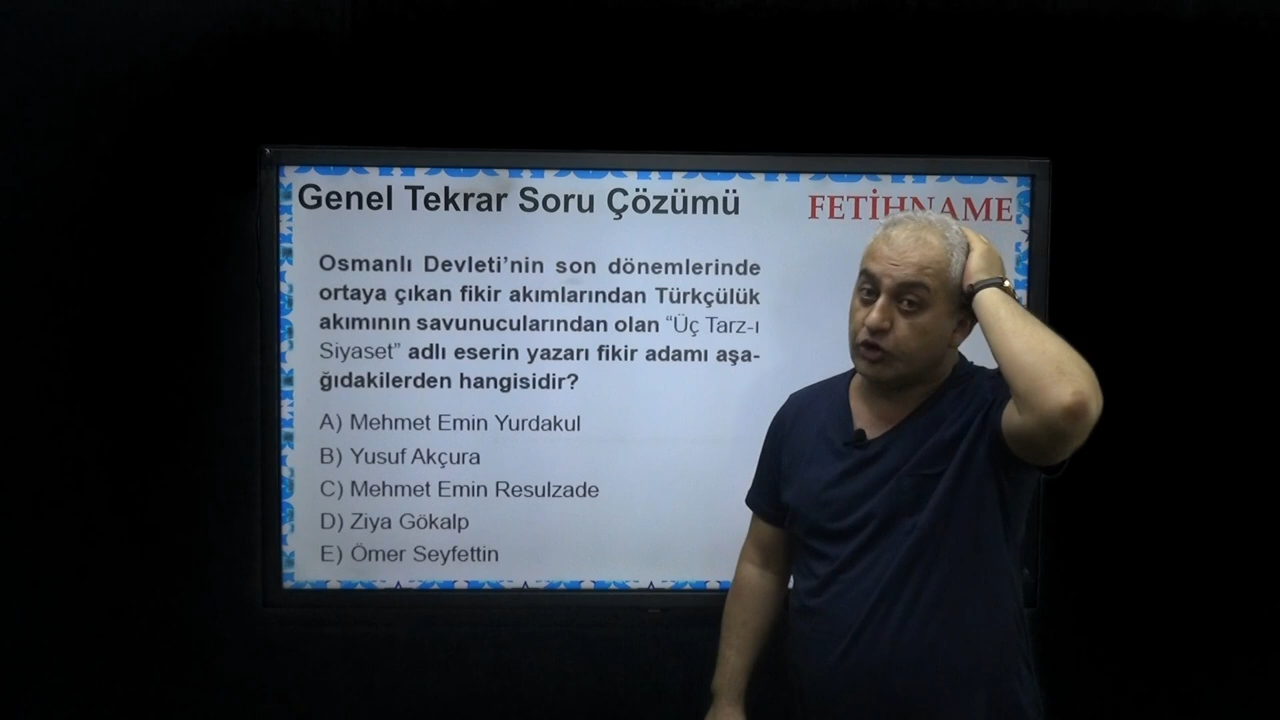 Genel Tekrar Soru Çözümü
FETİHNAME
Osmanlı Devleti’nin son dönemlerinde
ortaya çıkan fikir akımlarından Türkçülük
akımının savunucularından olan “Üç Tarz-ı
Siyaset” adlı eserin yazarı fikir adamı aşa-
ğıdakilerden hangisidir?
A) Mehmet Emin Yurdakul
B) Yusuf Akçura
C) Mehmet Emin Resulzade
D) Ziya Gökalp
E) Ömer Seyfettin